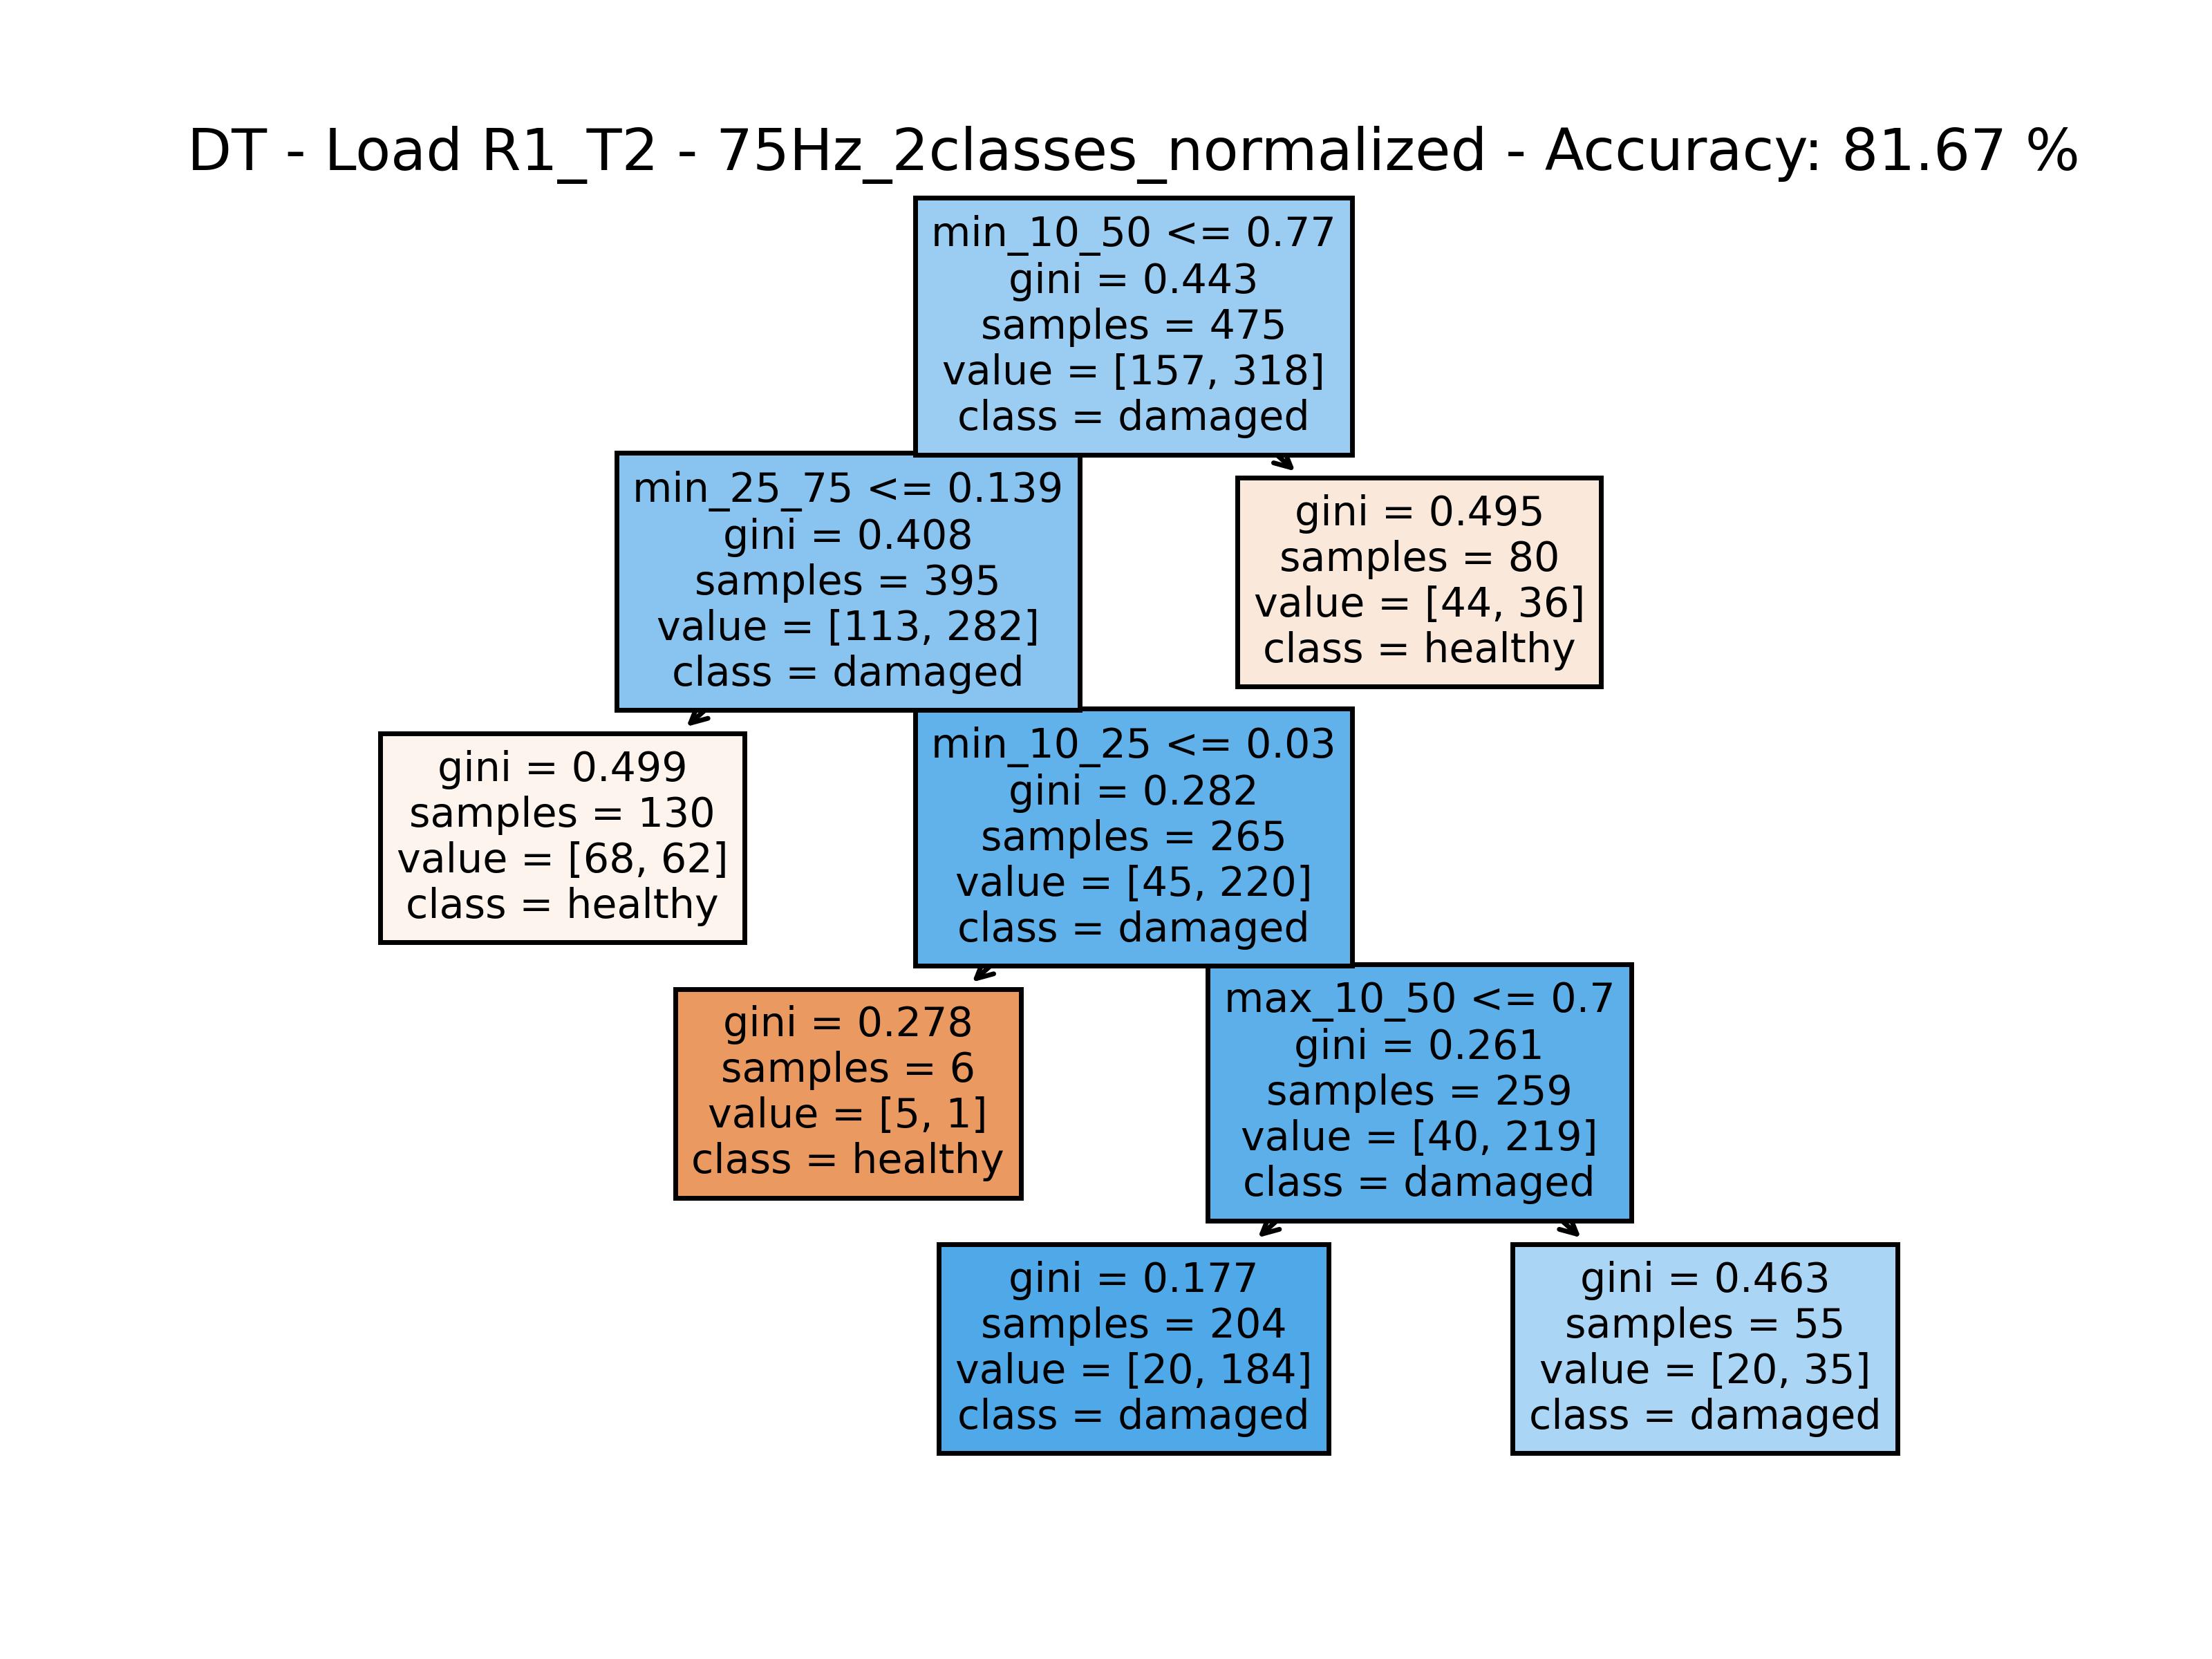 DT - Load R1_T2 - 75Hz_2classes_normalized - Accuracy: 81.67 %
min_10_50 <= 0.77
gini = 0.443
samples = 475
value = [157, 318]
class = damaged
min_25_75 <= 0.139
gini = 0.408
samples = 395
value = [113, 282]
class = damaged
gini = 0.495
samples = 80
value = [44, 36]
class = healthy
gini = 0.499
samples = 130
value = [68, 62]
class = healthy
min_10_25 <= 0.03
gini = 0.282
samples = 265
value = [45, 220]
class = damaged
gini = 0.278
samples = 6
value = [5, 1]
class = healthy
max_10_50 <= 0.7
gini = 0.261
samples = 259
value = [40, 219]
class = damaged
gini = 0.177
samples = 204
value = [20, 184]
class = damaged
gini = 0.463
samples = 55
value = [20, 35]
class = damaged